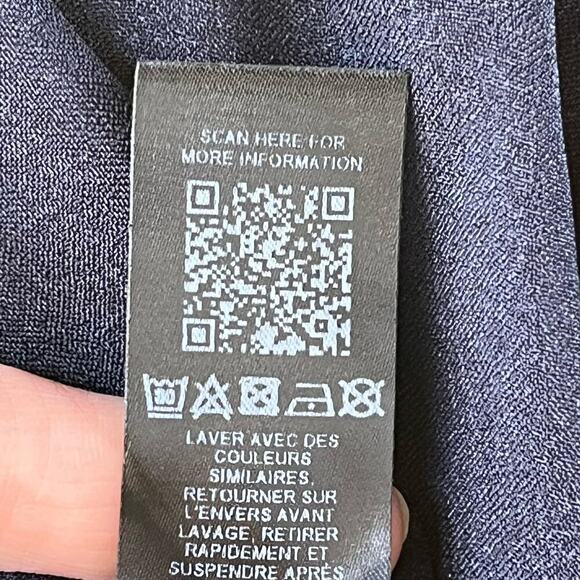 SCAN HERE FOR
MORE INFORMATION
30
LAVER AVEC DES
COULEURS
SIMILAIRES,
RETOURNER SUR
L'ENVERS AVANT
LAVAGE, RETIRER
RAPIDEMENT ET
SUSPENDRE APRÈS